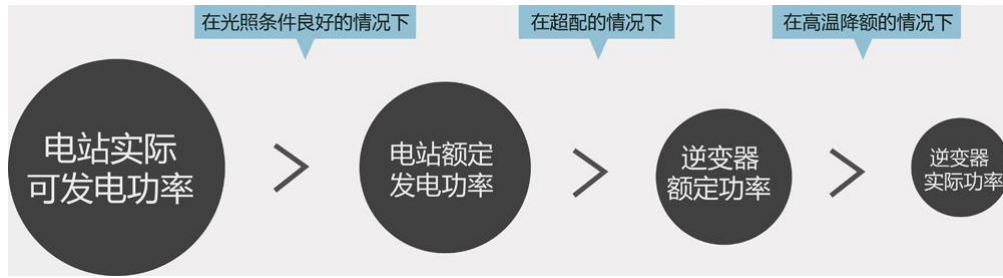 在光照条件良好的情况下
在超配的情况下
在高温降额的情况下
电站实际
可发电功率
>
电站额定
发电功率
>
逆变器
额定功率
>
逆变器
实际功率